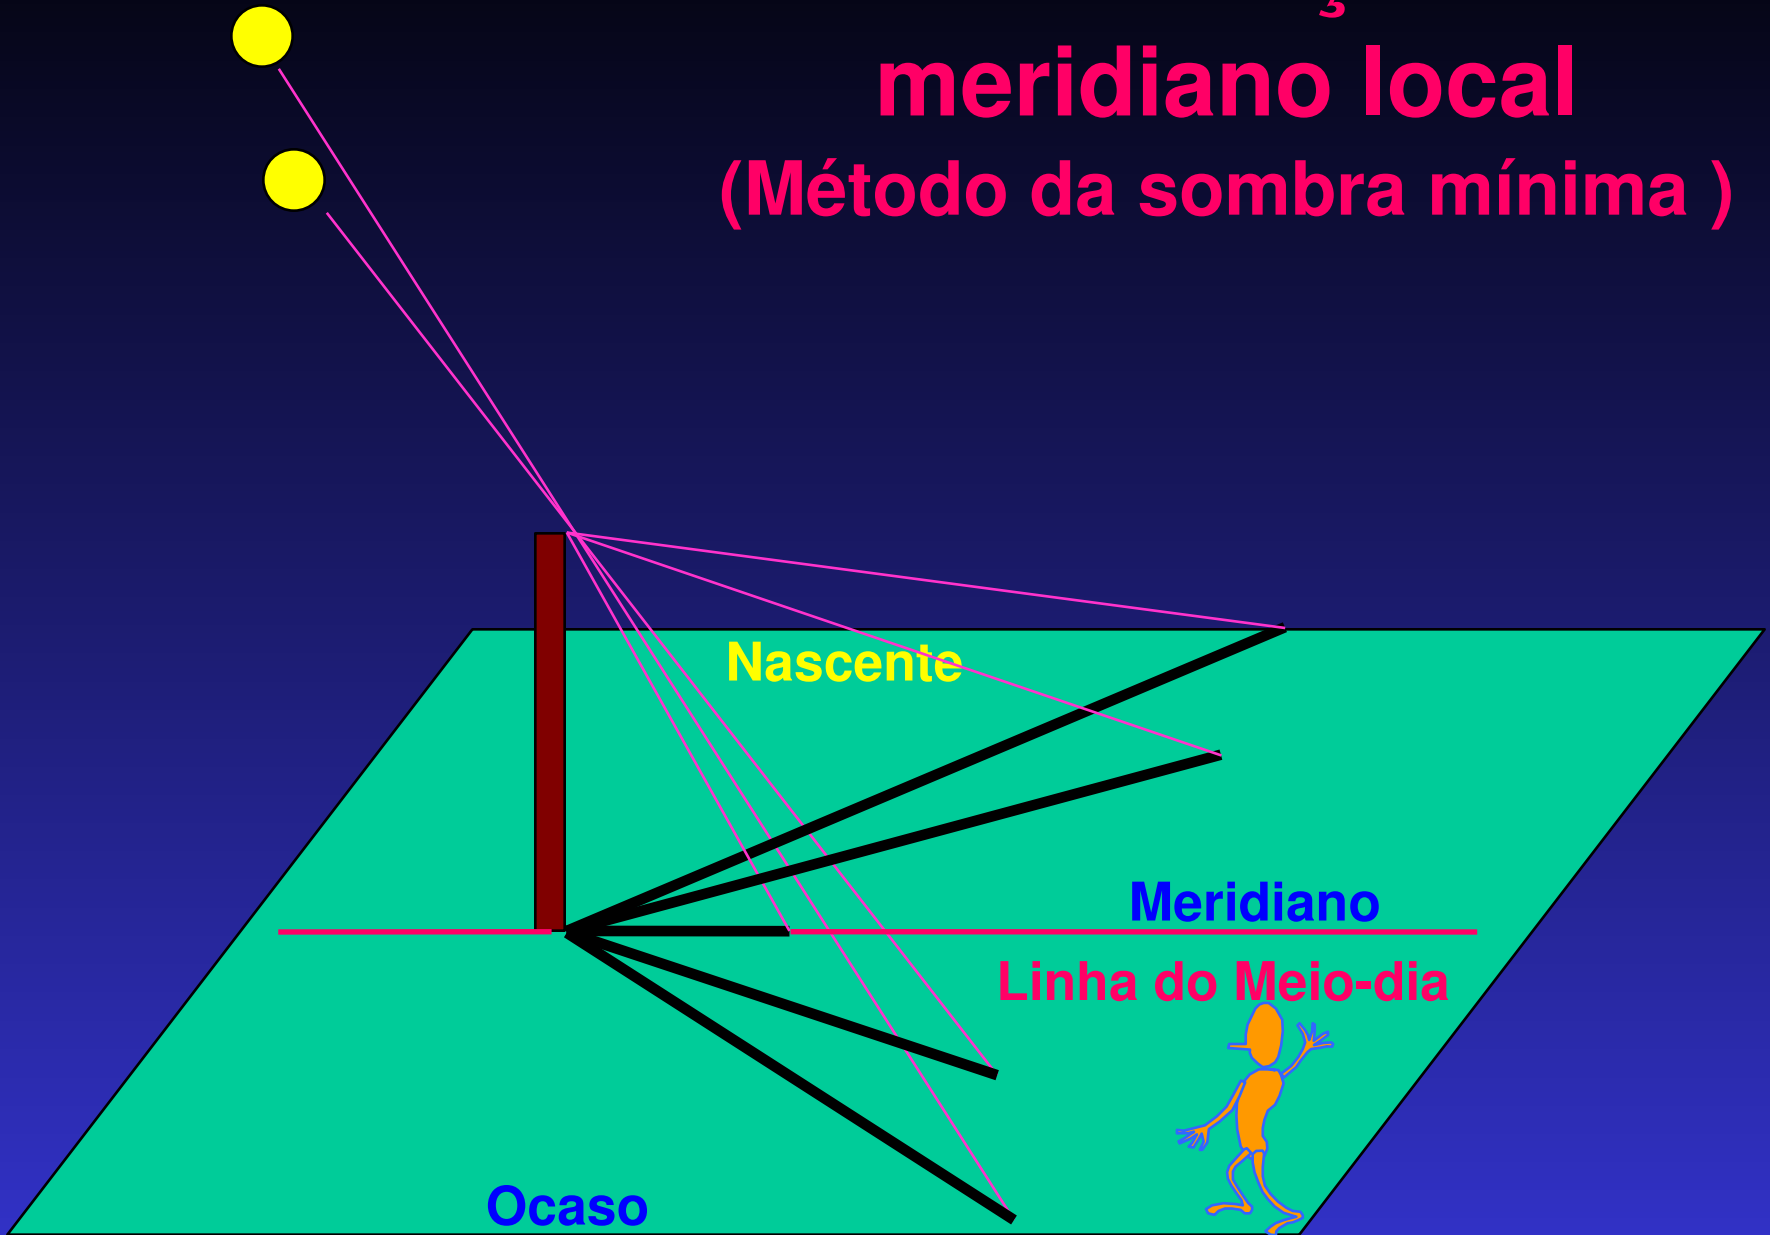 meridiano local
(Método da sombra mínima )
Nascente
Meridiano
Linha do Meio-dia
Ocaso